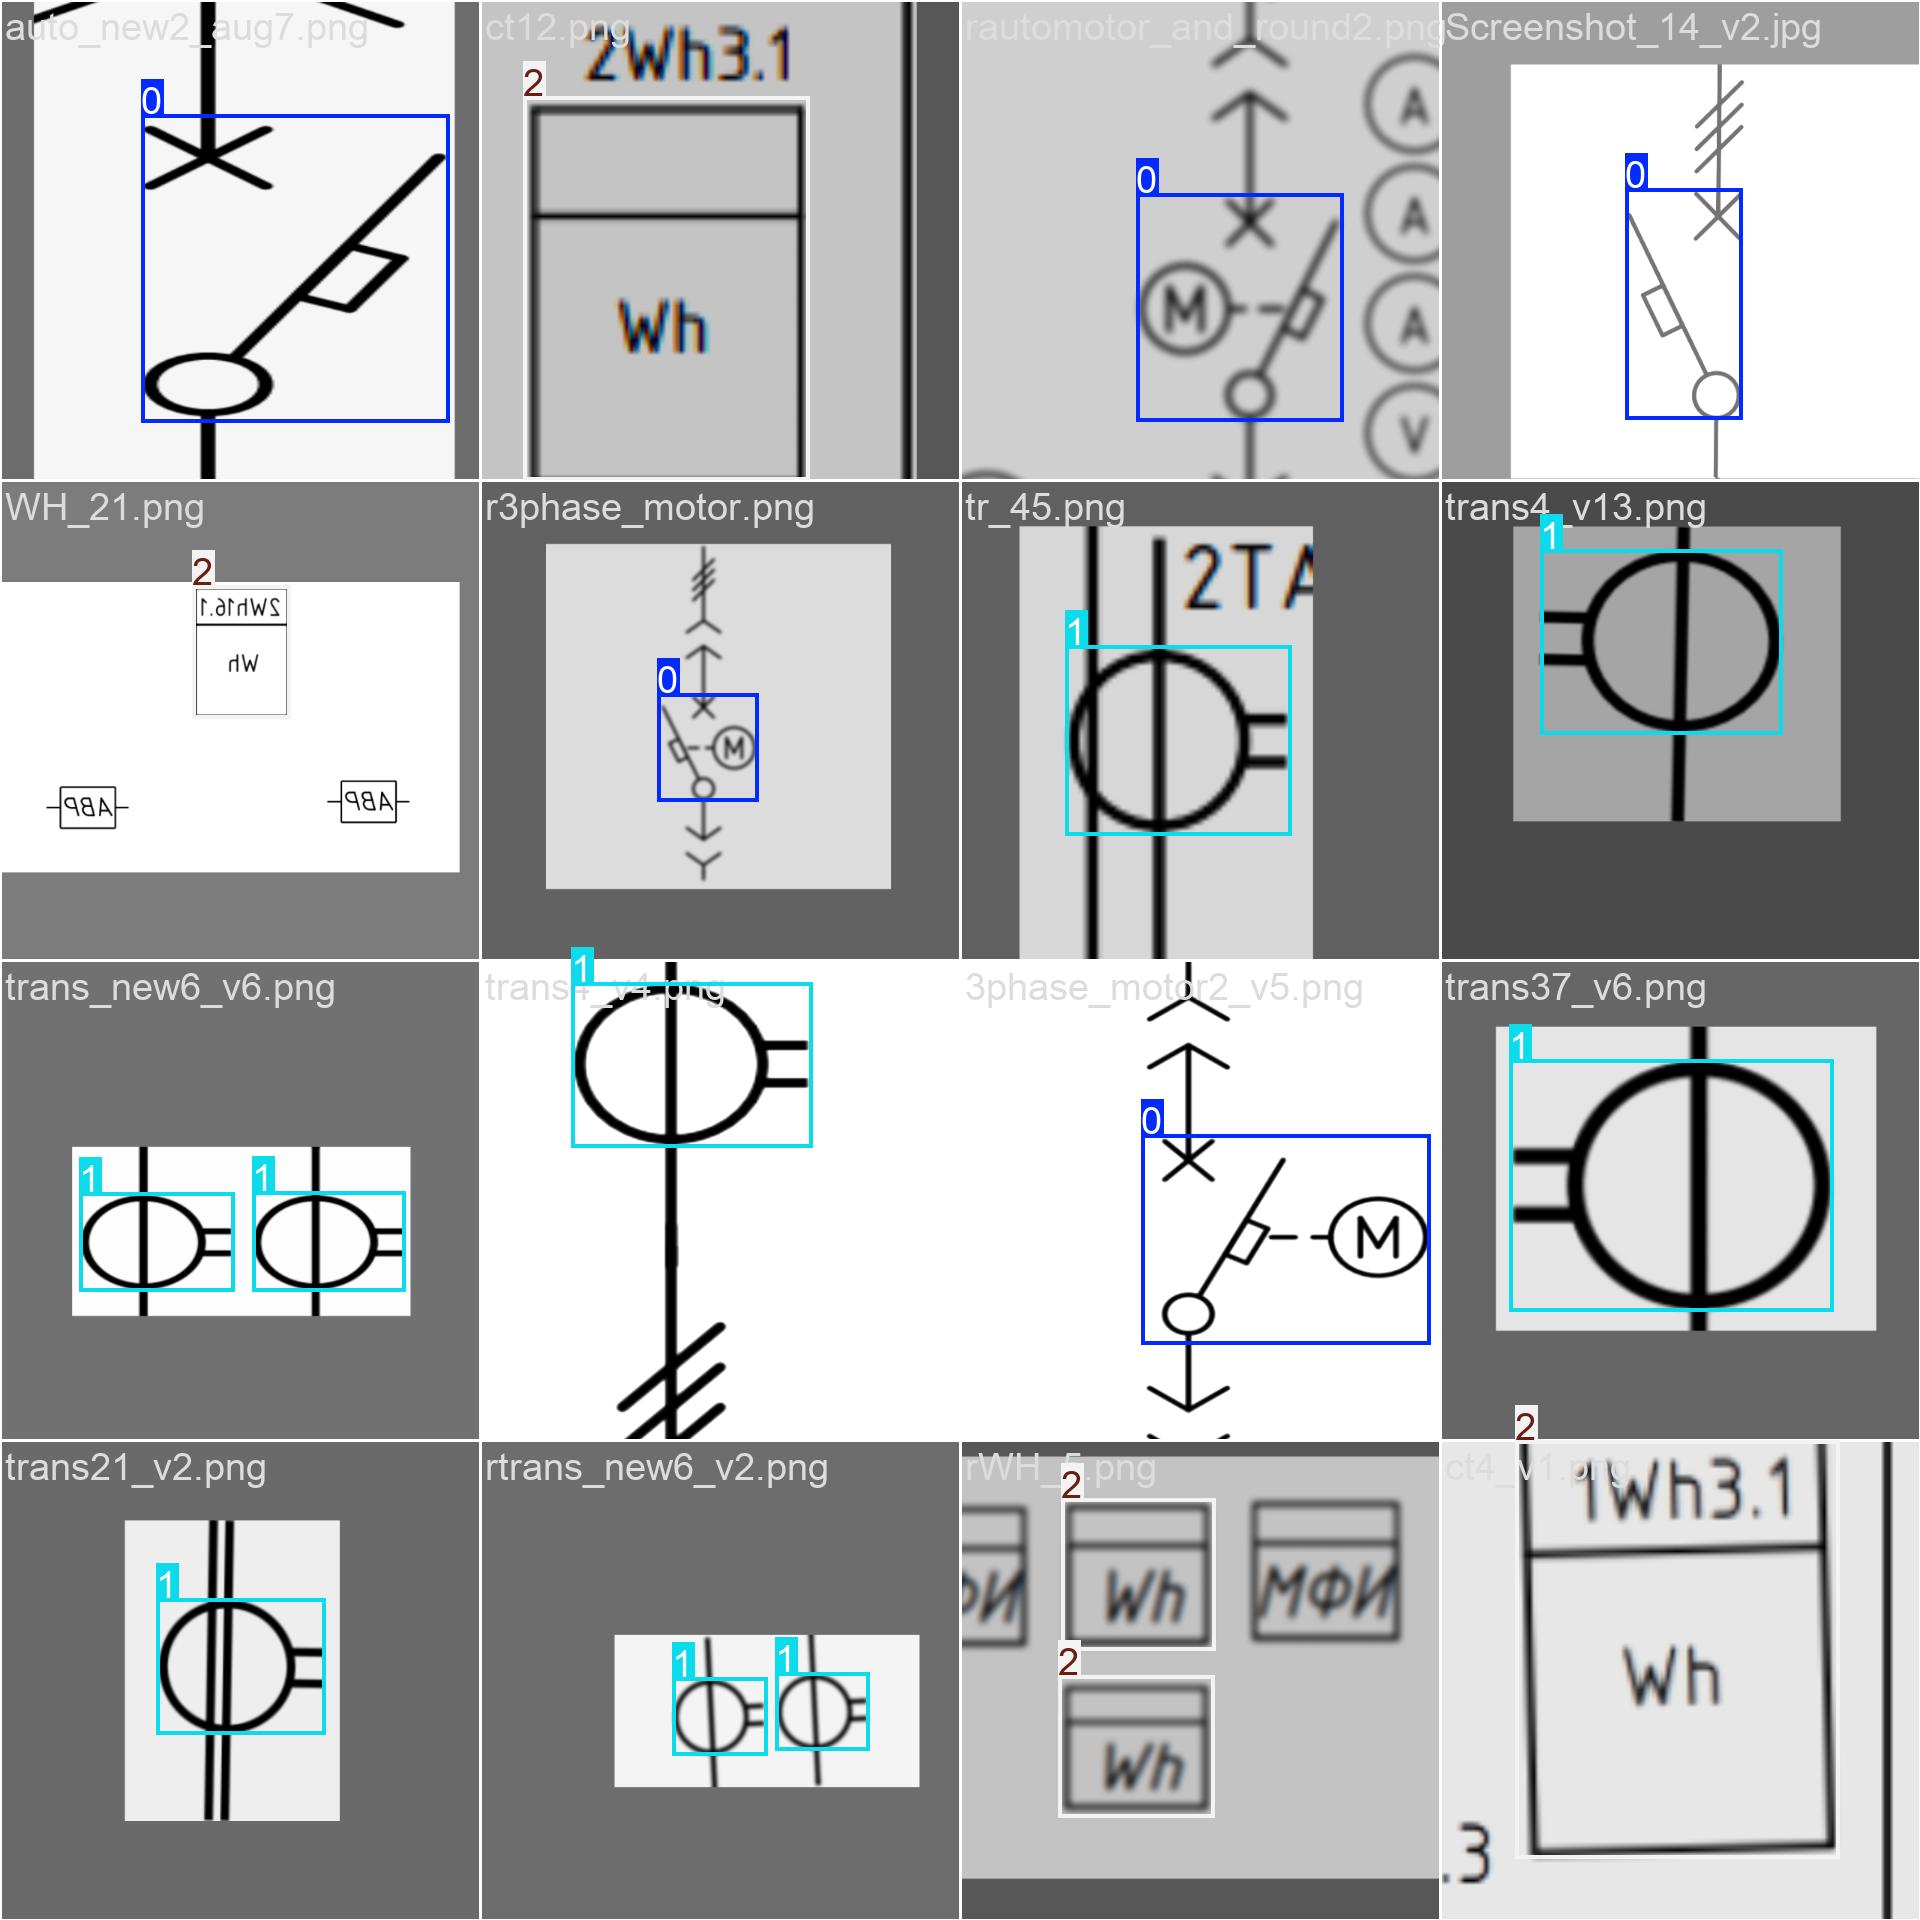 auto_new2_aug7.png
0
ct12.png
2Wh3.1
2
Wh
rautomotor_and_round2.png
0
M
A
A
A
V
Screenshot_14_v2.jpg
0
WH_21.png
2
2Wh16.1
Wh
АВР
АВР
r3phase_motor.png
0
M
tr_45.png
2TA
1
trans4_v13.png
1
trans_new6_v6.png
1
1
trans4_v4.png
1
3phase_motor2_v5.png
0
M
trans37_v6.png
1
trans21_v2.png
1
rtrans_new6_v2.png
1
1
rWH_5.png
2
Wh
МФИ
2
Wh
ct4_v1.png
2
1Wh3.1
Wh
.3